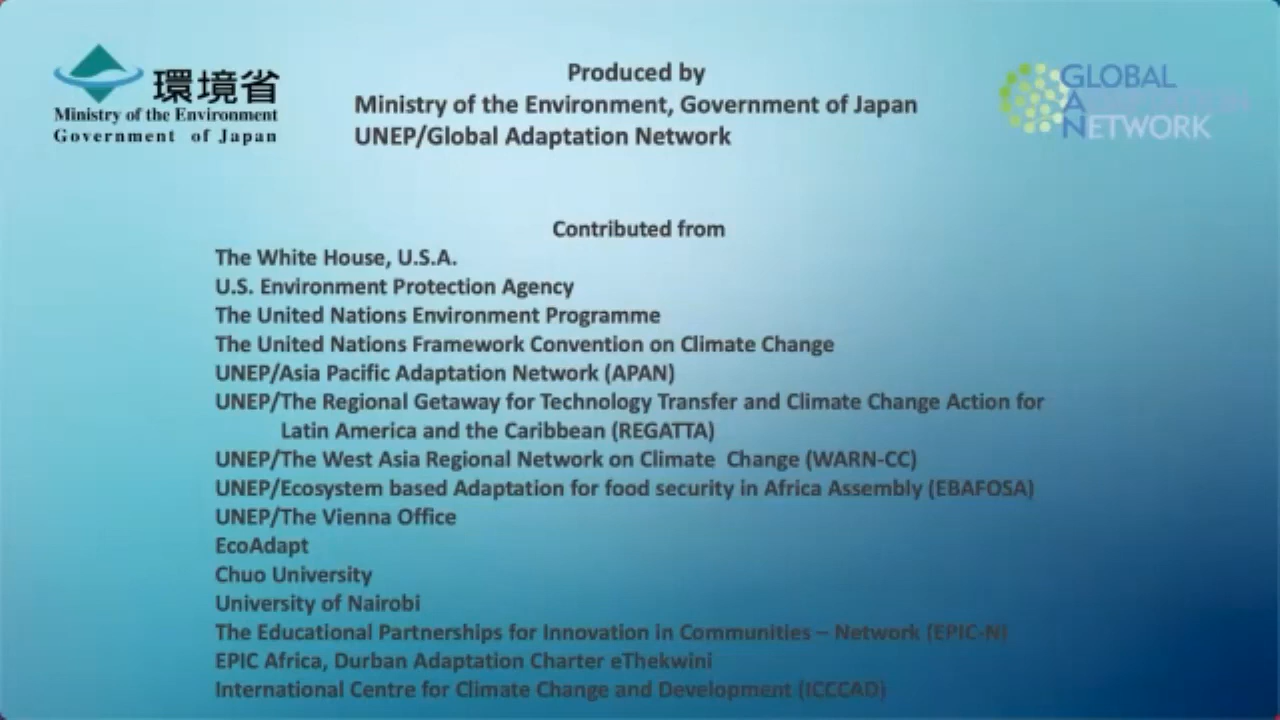 環境省
Ministry of the Environment
Government of Japan
Produced by
Ministry of the Environment, Government of Japan
UNEP/Global Adaptation Network
GLOBAL
ADAPTATION
NETWORK
Contributed from
The White House, U.S.A.
U.S. Environment Protection Agency
The United Nations Environment Programme
The United Nations Framework Convention on Climate Change
UNEP/Asia Pacific Adaptation Network (APAN)
UNEP/The Regional Getaway for Technology Transfer and Climate Change Action for
Latin America and the Caribbean (REGATTA)
UNEP/The West Asia Regional Network on Climate Change (WARN-CC)
UNEP/Ecosystem based Adaptation for food security in Africa Assembly (EBAFOSA)
UNEP/The Vienna Office
EcoAdapt
Chuo University
University of Nairobi
The Educational Partnerships for Innovation in Communities – Network (EPIC-N)
EPIC Africa, Durban Adaptation Charter eThekwini
International Centre for Climate Change and Development (ICCCAD)